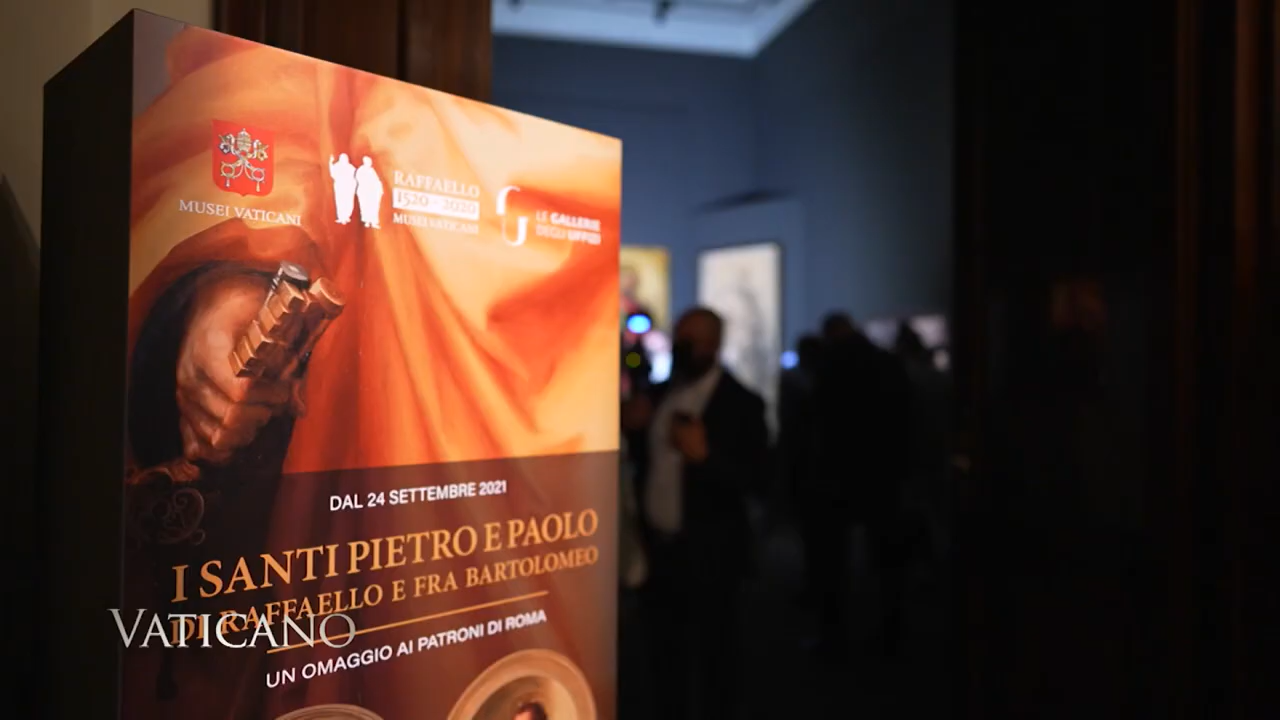 MUSEI VATICANI
RAFFAELLO
1520 - 2020
MUSEI VATICANI
LE GALLERIE
DEGLI UFFIZI
DAL 24 SETTEMBRE 2021
I SANTI PIETRO E PAOLO
DI RAFFAELLO E FRA BARTOLOMEO
UN OMAGGIO AI PATRONI DI ROMA
VATICANO